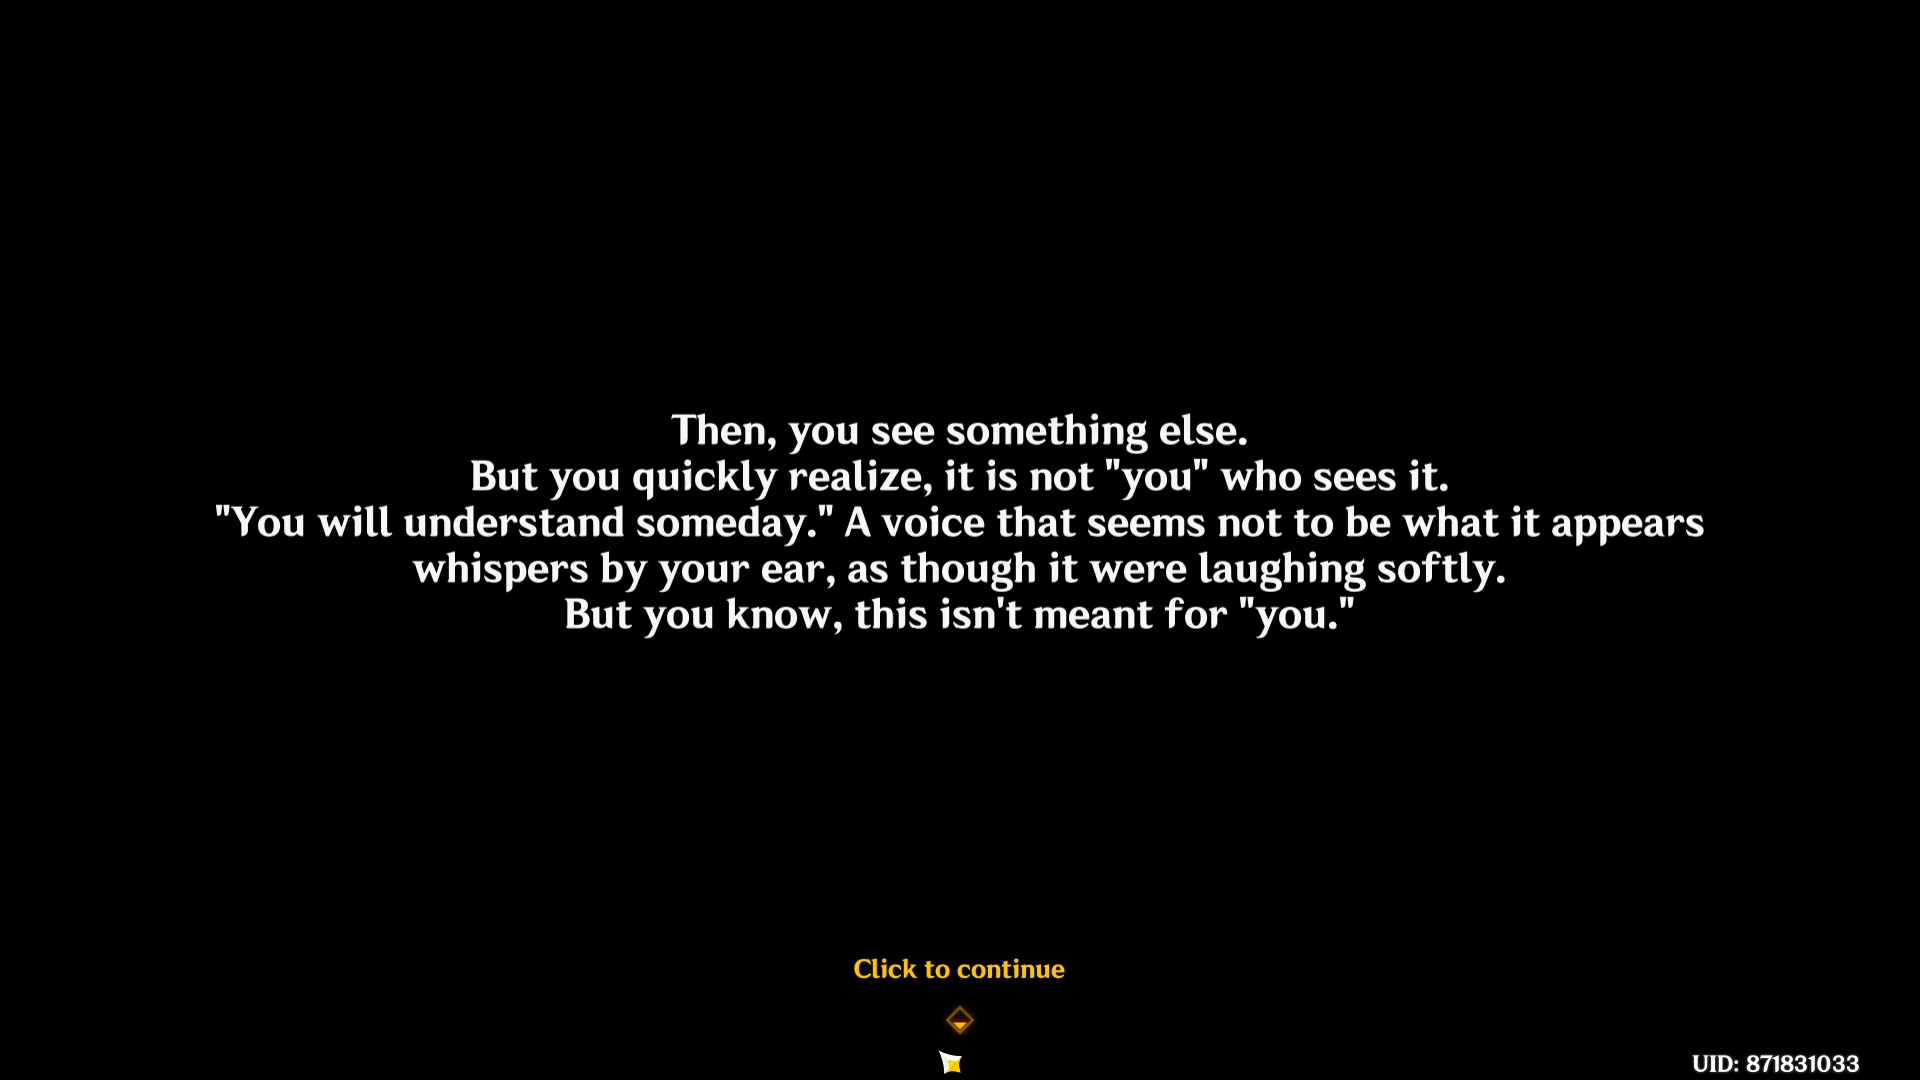 Then, you see something else.
But you quickly realize, it is not "you" who sees it.
"You will understand someday." A voice that seems not to be what it appears
whispers by your ear, as though it were laughing softly.
But you know, this isn't meant for "you."
Click to continue
UID: 871831033